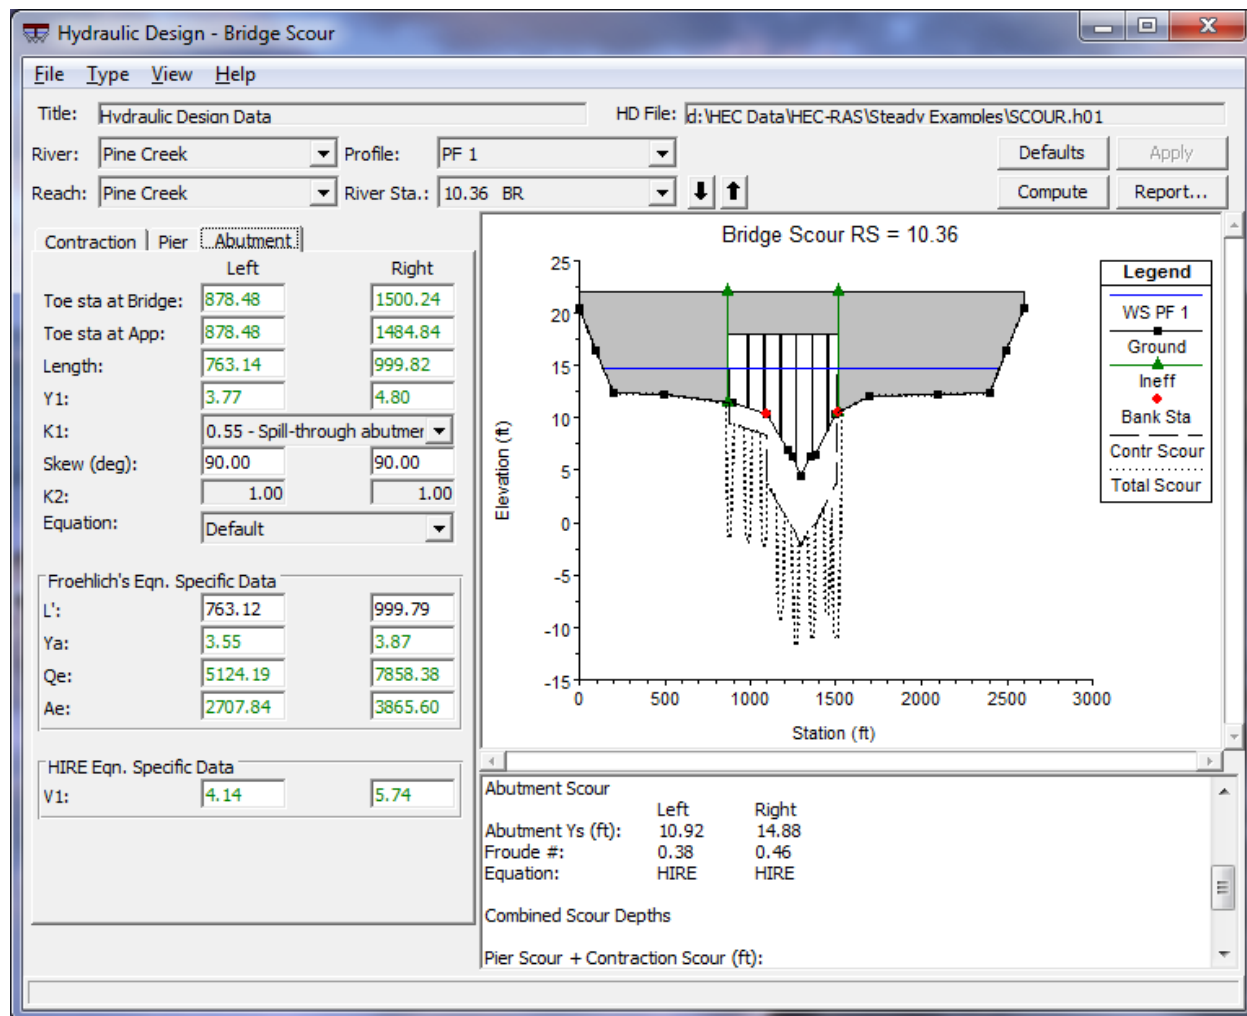 Hydraulic Design - Bridge Scour
File Type View Help
Title: Hydraulic Design Data HD File: d:\HEC Data\HEC-RAS\Steady Examples\SCOUR.h01
River: Pine Creek Profile: PF 1 Defaults Apply
Reach: Pine Creek River Sta.: 10.36 BR Compute Report...
Contraction Pier Abutment
Left Right
Toe sta at Bridge: 878.48 1500.24
Toe sta at App: 878.48 1484.84
Length: 763.14 999.82
Y1: 3.77 4.80
K1: 0.55 - Spill-through abutmer
Skew (deg): 90.00 90.00
K2: 1.00 1.00
Equation: Default
Froehlich's Eqn. Specific Data
L': 763.12 999.79
Ya: 3.55 3.87
Qe: 5124.19 7858.38
Ae: 2707.84 3865.60
HIRE Eqn. Specific Data
V1: 4.14 5.74
Bridge Scour RS = 10.36
25
20
15
10
5
0
-5
-10
-15
Elevation (ft)
0 500 1000 1500 2000 2500 3000
Station (ft)
Legend
WS PF 1
Ground
Ineff
Bank Sta
Contr Scour
Total Scour
Abutment Scour
Left Right
Abutment Ys (ft): 10.92 14.88
Froude #: 0.38 0.46
Equation: HIRE HIRE
Combined Scour Depths
Pier Scour + Contraction Scour (ft):